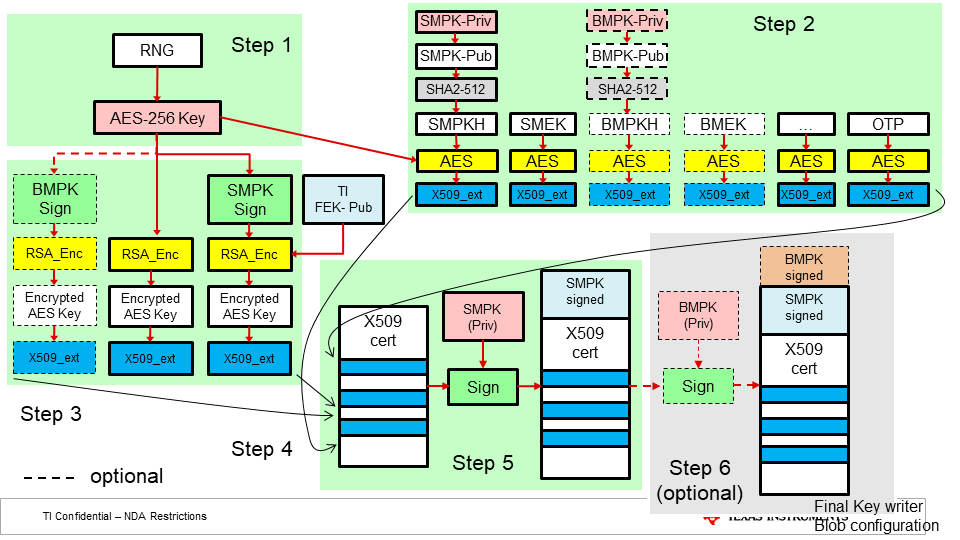 Step 1
RNG
AES-256 Key
Step 2
SMPK-Priv
SMPK-Pub
SHA2-512
SMPKH
AES
X509_ext
SMEK
AES
X509_ext
BMPK-Priv
BMPK-Pub
SHA2-512
BMPKH
AES
X509_ext
BMEK
AES
X509_ext
...
AES
X509_ext
OTP
AES
X509_ext
BMPK
Sign
RSA_Enc
Encrypted
AES Key
X509_ext
RSA_Enc
Encrypted
AES Key
X509_ext
SMPK
Sign
RSA_Enc
Encrypted
AES Key
X509_ext
TI
FEK- Pub
Step 3
Step 4
X509
cert
SMPK
(Priv)
Sign
SMPK
signed
X509
cert
Step 5
BMPK
(Priv)
Sign
BMPK
signed
SMPK
signed
X509
cert
Step 6
(optional)
optional
TI Confidential – NDA Restrictions
TEXAS INSTRUMENTS
Final Key writer
Blob configuration